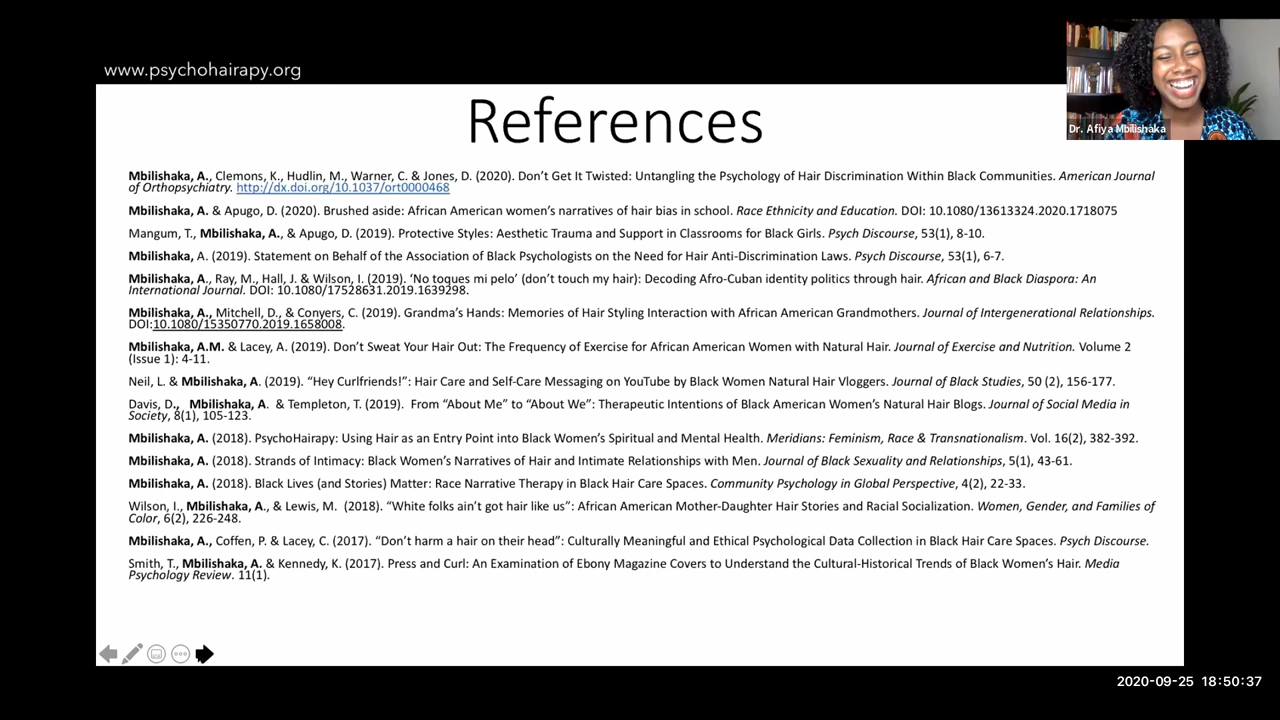 www.psychohairapy.org
Dr. Afiya Mbilishaka
References
Mbilishaka, A., Clemons, K., Hudlin, M., Warner, C. & Jones, D. (2020). Don’t Get It Twisted: Untangling the Psychology of Hair Discrimination Within Black Communities. American Journal
of Orthopsychiatry. http://dx.doi.org/10.1037/ort0000468
Mbilishaka, A. & Apugo, D. (2020). Brushed aside: African American women’s narratives of hair bias in school. Race Ethnicity and Education. DOI: 10.1080/13613324.2020.1718075
Mangum, T., Mbilishaka, A., & Apugo, D. (2019). Protective Styles: Aesthetic Trauma and Support in Classrooms for Black Girls. Psych Discourse, 53(1), 8-10.
Mbilishaka, A. (2019). Statement on Behalf of the Association of Black Psychologists on the Need for Hair Anti-Discrimination Laws. Psych Discourse, 53(1), 6-7.
Mbilishaka, A., Ray, M., Hall, J. & Wilson, I. (2019). ‘No toques mi pelo’ (don’t touch my hair): Decoding Afro-Cuban identity politics through hair. African and Black Diaspora: An
International Journal. DOI: 10.1080/17528631.2019.1639298.
Mbilishaka, A., Mitchell, D., & Conyers, C. (2019). Grandma’s Hands: Memories of Hair Styling Interaction with African American Grandmothers. Journal of Intergenerational Relationships.
DOI:10.1080/15350770.2019.1658008.
Mbilishaka, A.M. & Lacey, A. (2019). Don’t Sweat Your Hair Out: The Frequency of Exercise for African American Women with Natural Hair. Journal of Exercise and Nutrition. Volume 2
(Issue 1): 4-11.
Neil, L. & Mbilishaka, A. (2019). “Hey Curlfriends!”: Hair Care and Self-Care Messaging on YouTube by Black Women Natural Hair Vloggers. Journal of Black Studies, 50 (2), 156-177.
Davis, D., Mbilishaka, A. & Templeton, T. (2019). From “About Me” to “About We”: Therapeutic Intentions of Black American Women’s Natural Hair Blogs. Journal of Social Media in
Society, 8(1), 105-123.
Mbilishaka, A. (2018). PsychoHairapy: Using Hair as an Entry Point into Black Women’s Spiritual and Mental Health. Meridians: Feminism, Race & Transnationalism. Vol. 16(2), 382-392.
Mbilishaka, A. (2018). Strands of Intimacy: Black Women’s Narratives of Hair and Intimate Relationships with Men. Journal of Black Sexuality and Relationships, 5(1), 43-61.
Mbilishaka, A. (2018). Black Lives (and Stories) Matter: Race Narrative Therapy in Black Hair Care Spaces. Community Psychology in Global Perspective, 4(2), 22-33.
Wilson, I., Mbilishaka, A., & Lewis, M. (2018). “White folks ain’t got hair like us”: African American Mother-Daughter Hair Stories and Racial Socialization. Women, Gender, and Families of
Color, 6(2), 226-248.
Mbilishaka, A., Coffen, P. & Lacey, C. (2017). “Don’t harm a hair on their head”: Culturally Meaningful and Ethical Psychological Data Collection in Black Hair Care Spaces. Psych Discourse.
Smith, T., Mbilishaka, A. & Kennedy, K. (2017). Press and Curl: An Examination of Ebony Magazine Covers to Understand the Cultural-Historical Trends of Black Women’s Hair. Media
Psychology Review. 11(1).
2020-09-25 18:50:37